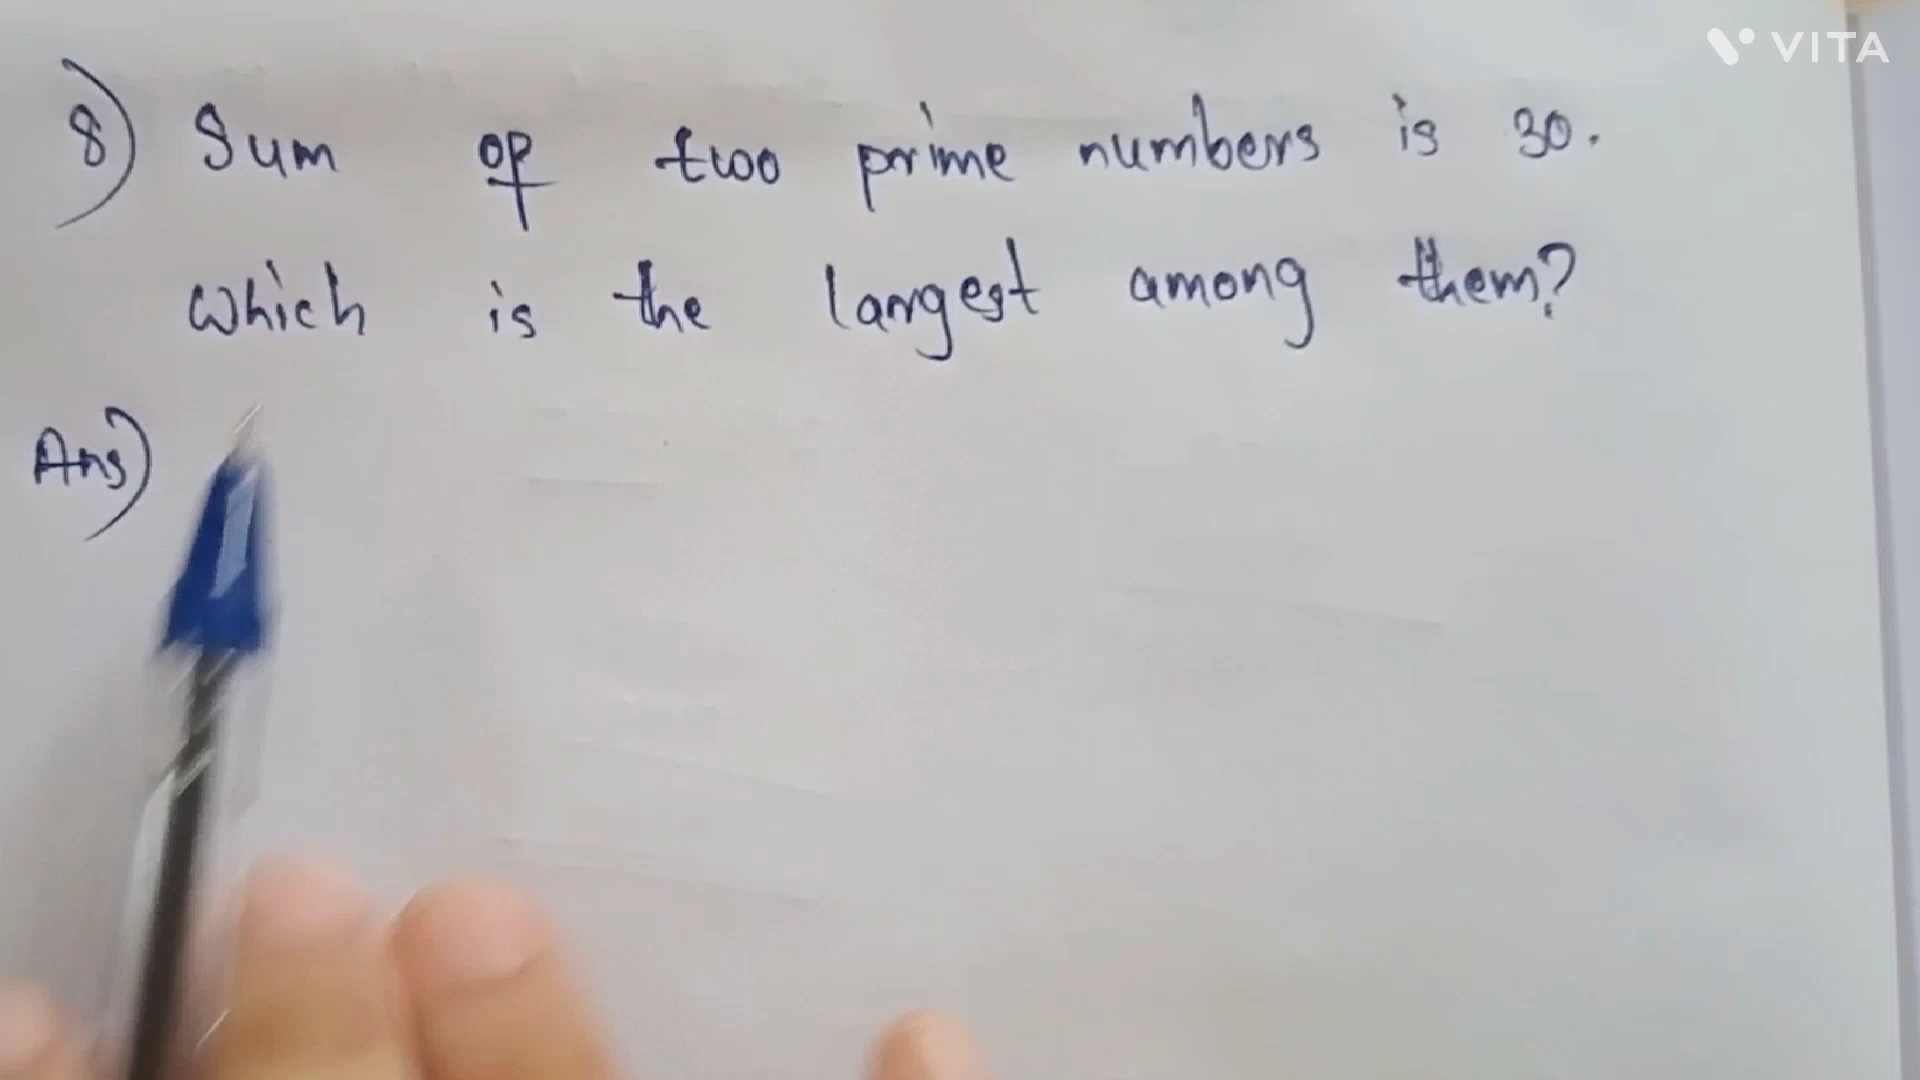 VITA
8) Sum of two prime numbers is 30.
which is the largest among them?
Ans)